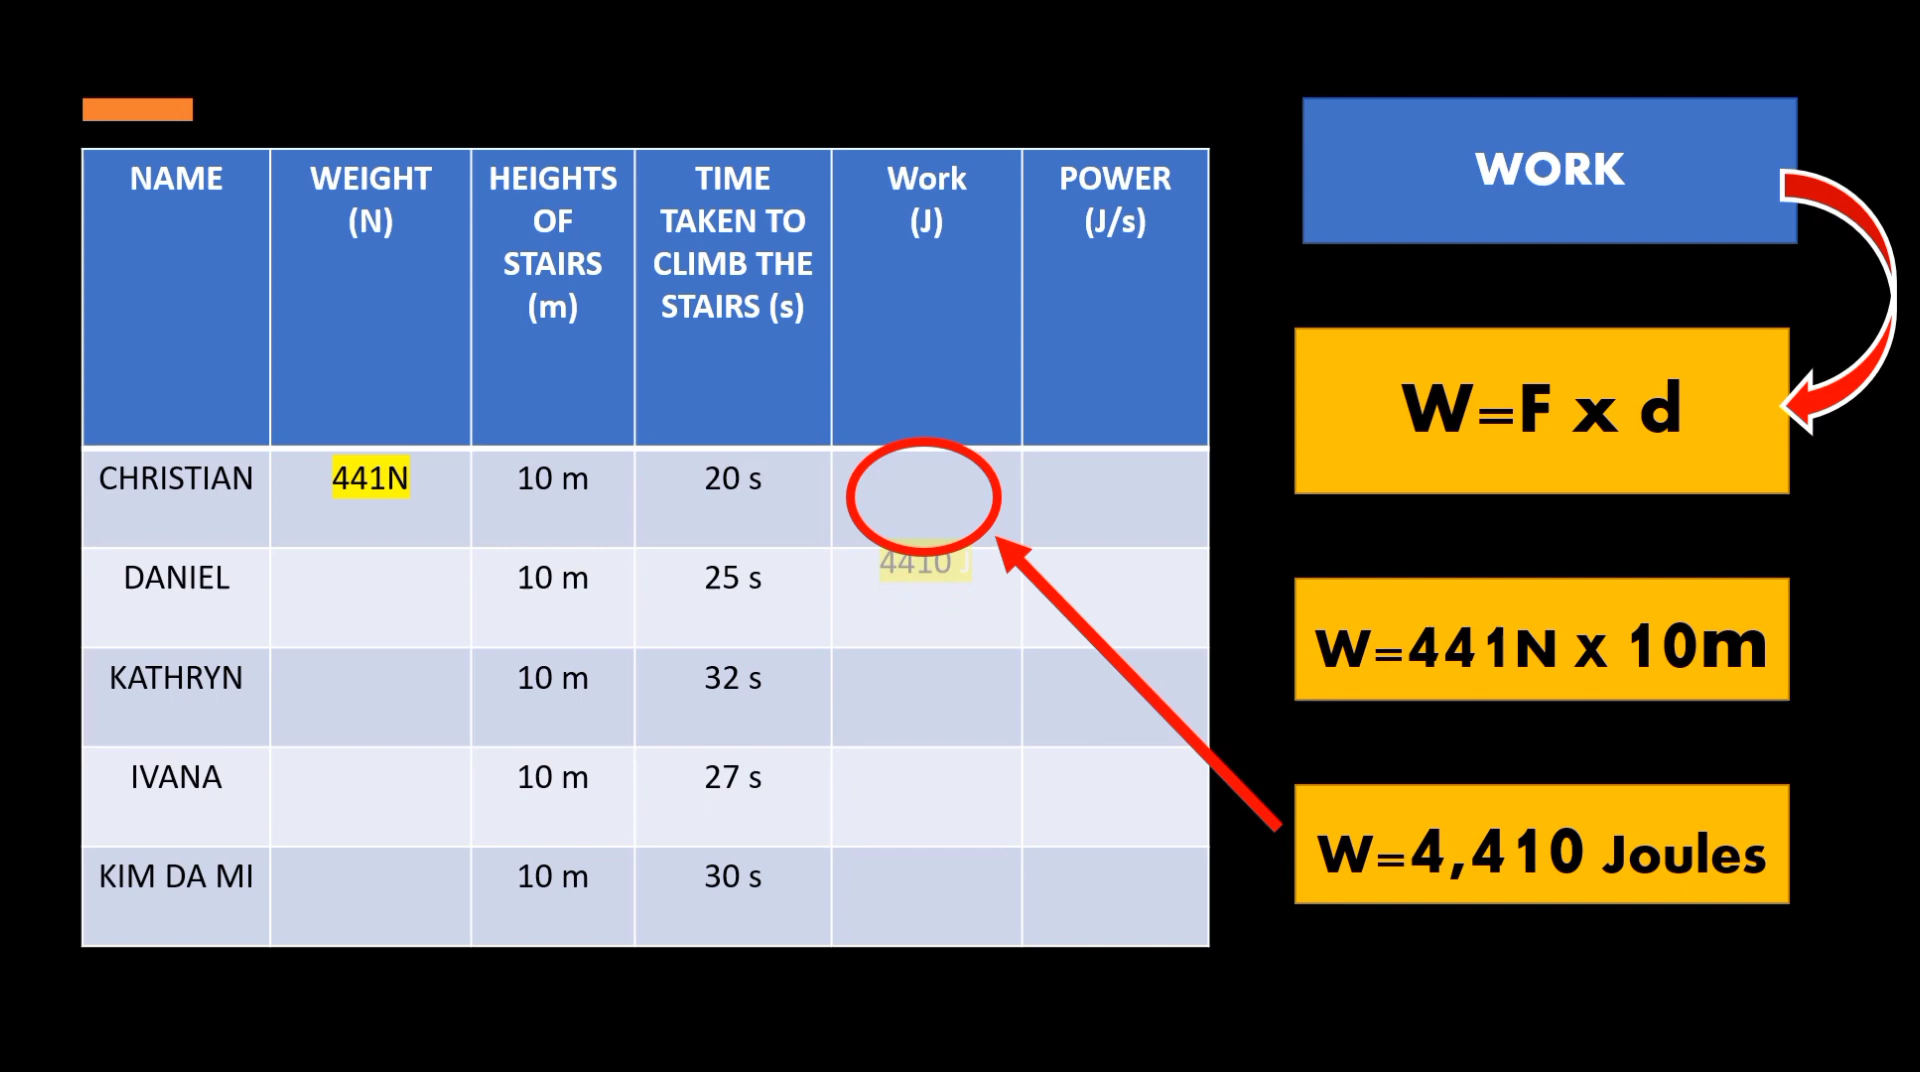 NAME
WEIGHT
(N)
HEIGHTS
OF
STAIRS
(m)
TIME
TAKEN TO
CLIMB THE
STAIRS (s)
Work
(J)
POWER
(J/s)
CHRISTIAN 441N 10 m 20 s
DANIEL 10 m 25 s 4410 J
KATHRYN 10 m 32 s
IVANA 10 m 27 s
KIM DA MI 10 m 30 s
WORK
W=F x d
W=441N x 10m
W=4,410 Joules